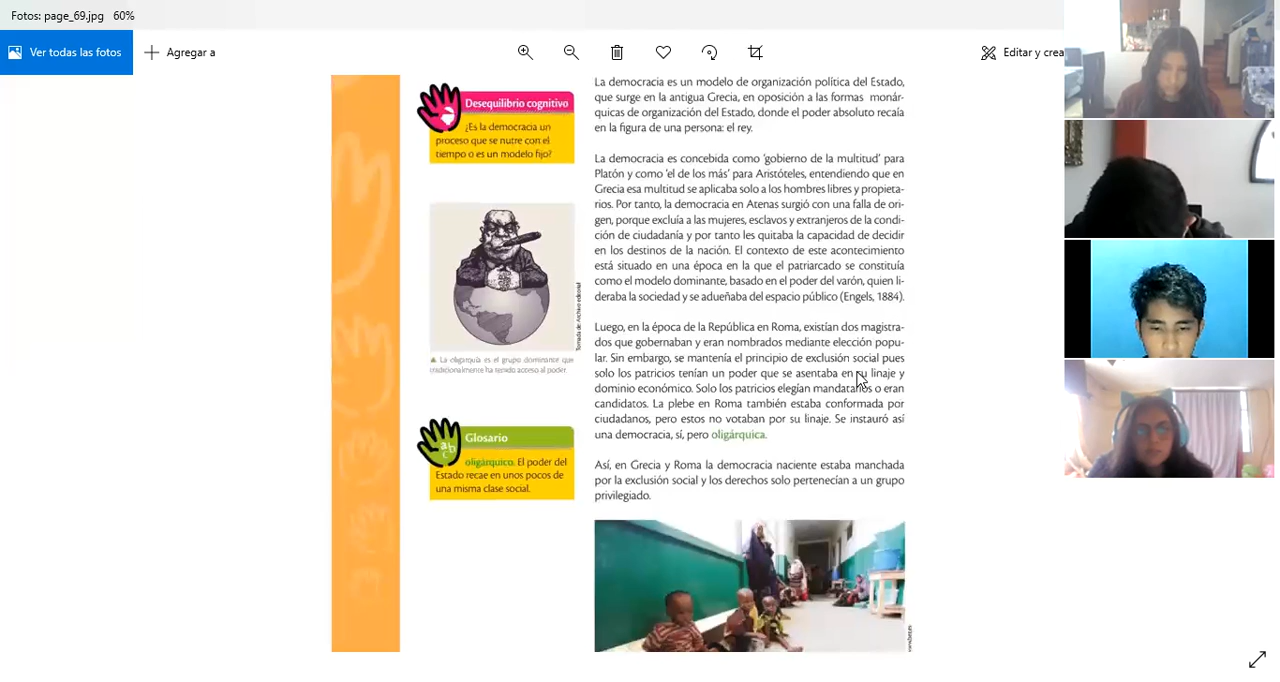 Fotos: page_69.jpg 60%
Ver todas las fotos
Agregar a
Editar y crea
Desequilibrio cognitivo
¿Es la democracia un
proceso que se nutre con el
tiempo o es un modelo fijo?
Tomada de Archivo editorial
▲ La oligarquía es el grupo dominante que
tradicionalmente ha tenido acceso al poder.
Glosario
ab
c
oligárquico. El poder del
Estado recae en unos pocos de
una misma clase social.
La democracia es un modelo de organización política del Estado,
que surge en la antigua Grecia, en oposición a las formas monár-
quicas de organización del Estado, donde el poder absoluto recaía
en la figura de una persona: el rey.
La democracia es concebida como 'gobierno de la multitud' para
Platón y como 'el de los más' para Aristóteles, entendiendo que en
Grecia esa multitud se aplicaba solo a los hombres libres y propieta-
rios. Por tanto, la democracia en Atenas surgió con una falla de ori-
gen, porque excluía a las mujeres, esclavos y extranjeros de la condi-
ción de ciudadanía y por tanto les quitaba la capacidad de decidir
en los destinos de la nación. El contexto de este acontecimiento
está situado en una época en la que el patriarcado se constituía
como el modelo dominante, basado en el poder del varón, quien li-
deraba la sociedad y se adueñaba del espacio público (Engels, 1884).
Luego, en la época de la República en Roma, existían dos magistra-
dos que gobernaban y eran nombrados mediante elección popu-
lar. Sin embargo, se mantenía el principio de exclusión social pues
solo los patricios tenían un poder que se asentaba en su linaje y
dominio económico. Solo los patricios elegían mandatarios o eran
candidatos. La plebe en Roma también estaba conformada por
ciudadanos, pero estos no votaban por su linaje. Se instauró así
una democracia, sí, pero oligárquica.
Así, en Grecia y Roma la democracia naciente estaba manchada
por la exclusión social y los derechos solo pertenecían a un grupo
privilegiado.